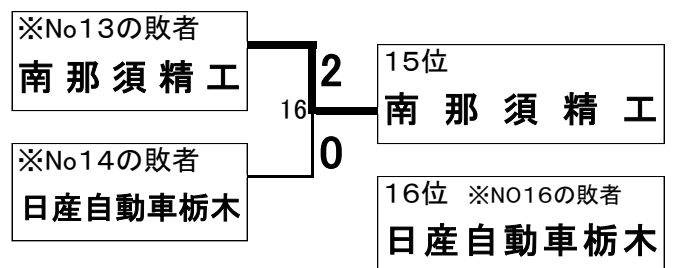 ※No13の敗者
南那須精工
2
15位
南那須精工
16
0
※No14の敗者
日産自動車栃木
16位 ※NO16の敗者
日産自動車栃木